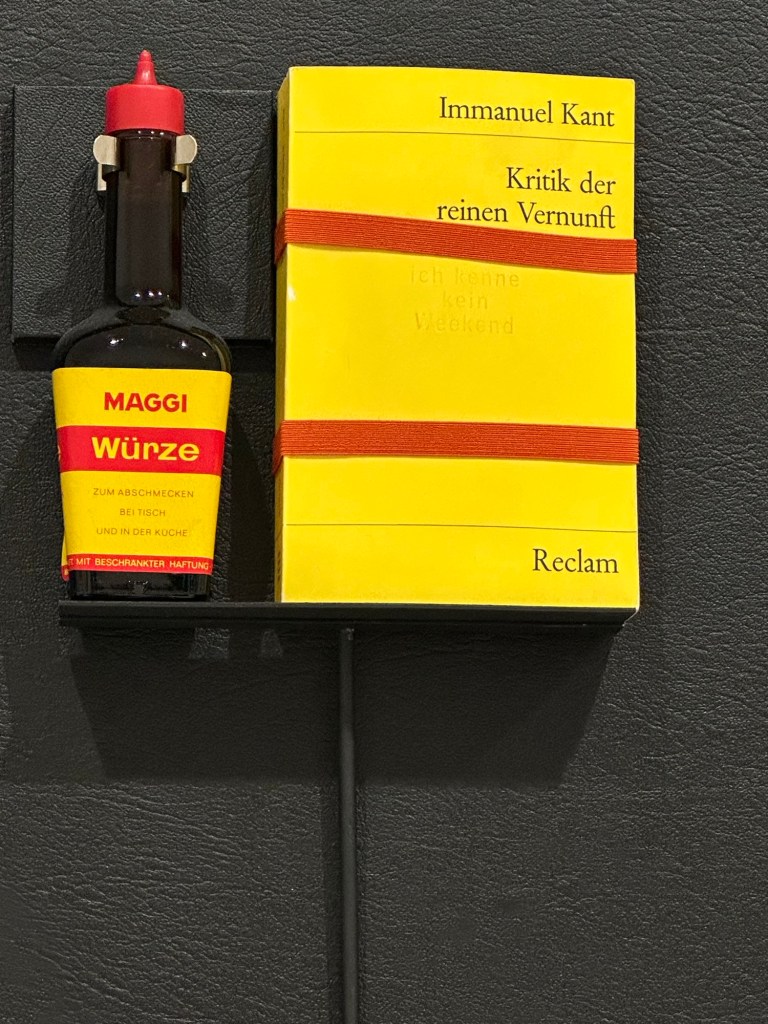 MAGGI
Würze
ZUM ABSCHMECKEN
BEI TISCH
UND IN DER KÜCHE
MIT BESCHRÄNKTER HAFTUNG
Immanuel Kant
Kritik der
reinen Vernunft
ich kenne
kein
Weekend
Reclam